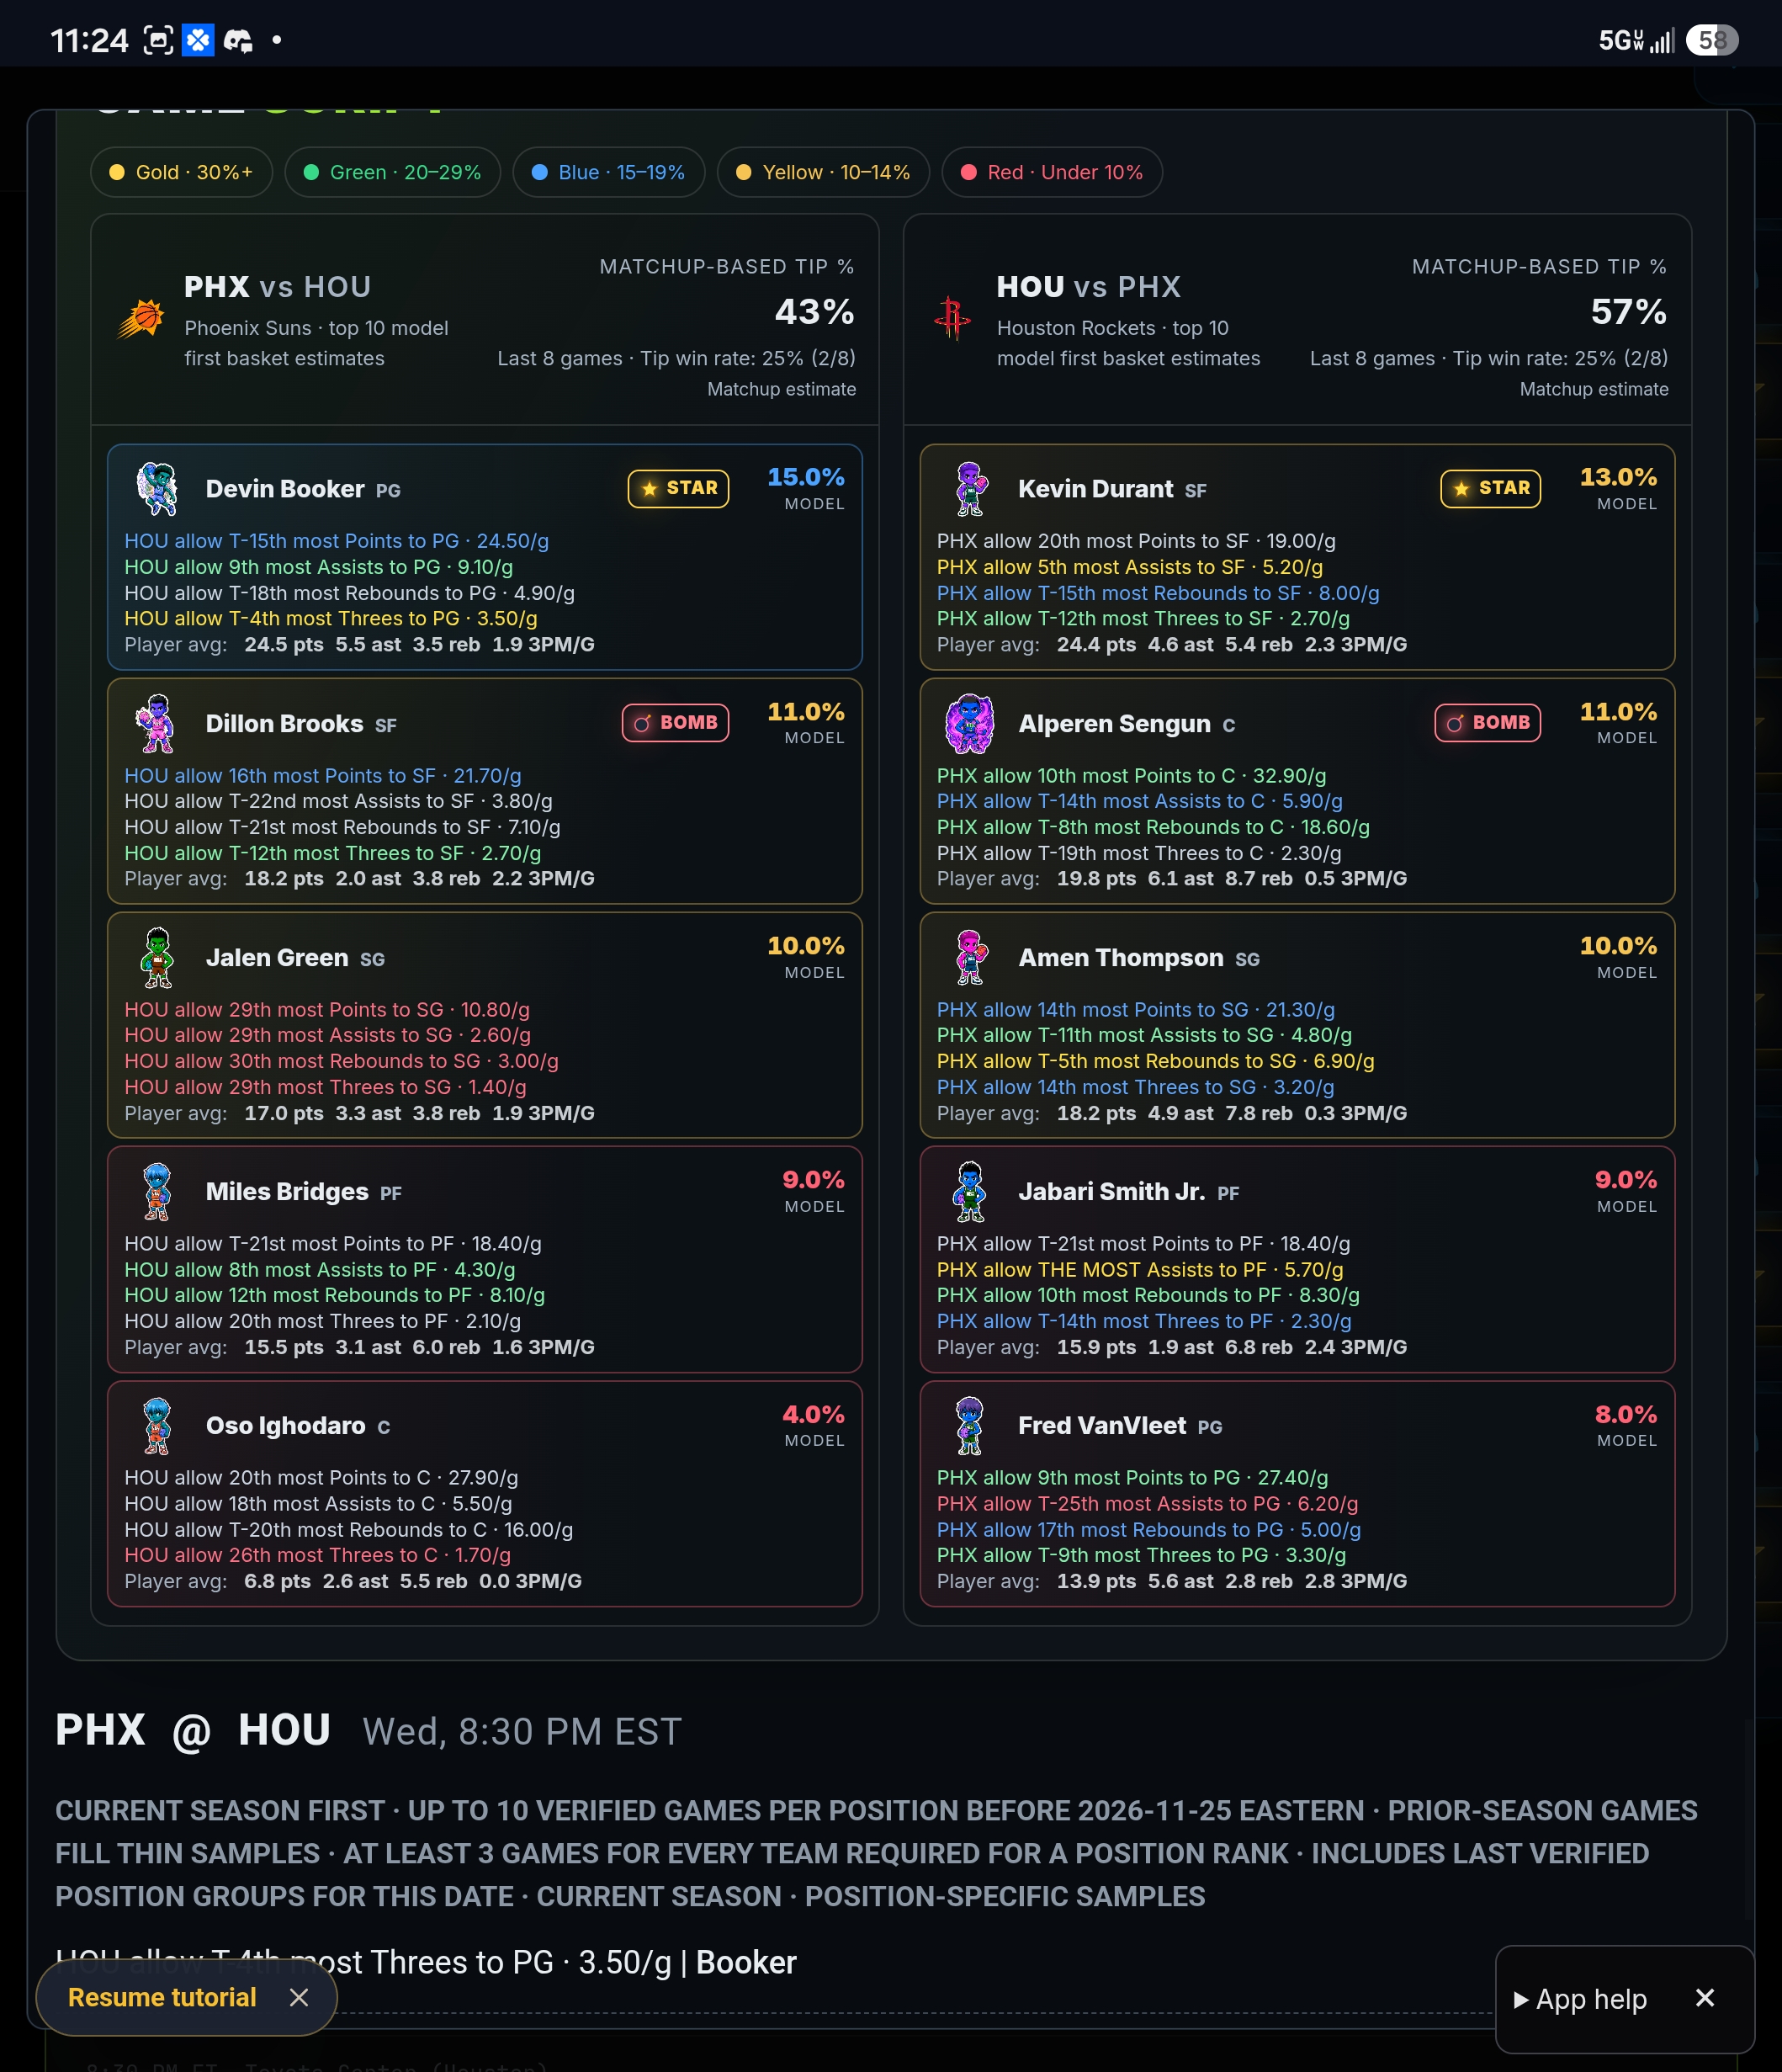 11:24
5G UW
58
Gold · 30%+
Green · 20–29%
Blue · 15–19%
Yellow · 10–14%
Red · Under 10%
PHX vs HOU
Phoenix Suns · top 10 model
first basket estimates
MATCHUP-BASED TIP %
43%
Last 8 games · Tip win rate: 25% (2/8)
Matchup estimate
Devin Booker PG
STAR
15.0%
MODEL
HOU allow T-15th most Points to PG · 24.50/g
HOU allow 9th most Assists to PG · 9.10/g
HOU allow T-18th most Rebounds to PG · 4.90/g
HOU allow T-4th most Threes to PG · 3.50/g
Player avg: 24.5 pts 5.5 ast 3.5 reb 1.9 3PM/G
Dillon Brooks SF
BOMB
11.0%
MODEL
HOU allow 16th most Points to SF · 21.70/g
HOU allow T-22nd most Assists to SF · 3.80/g
HOU allow T-21st most Rebounds to SF · 7.10/g
HOU allow T-12th most Threes to SF · 2.70/g
Player avg: 18.2 pts 2.0 ast 3.8 reb 2.2 3PM/G
Jalen Green SG
10.0%
MODEL
HOU allow 29th most Points to SG · 10.80/g
HOU allow 29th most Assists to SG · 2.60/g
HOU allow 30th most Rebounds to SG · 3.00/g
HOU allow 29th most Threes to SG · 1.40/g
Player avg: 17.0 pts 3.3 ast 3.8 reb 1.9 3PM/G
Miles Bridges PF
9.0%
MODEL
HOU allow T-21st most Points to PF · 18.40/g
HOU allow 8th most Assists to PF · 4.30/g
HOU allow 12th most Rebounds to PF · 8.10/g
HOU allow 20th most Threes to PF · 2.10/g
Player avg: 15.5 pts 3.1 ast 6.0 reb 1.6 3PM/G
Oso Ighodaro C
4.0%
MODEL
HOU allow 20th most Points to C · 27.90/g
HOU allow 18th most Assists to C · 5.50/g
HOU allow T-20th most Rebounds to C · 16.00/g
HOU allow 26th most Threes to C · 1.70/g
Player avg: 6.8 pts 2.6 ast 5.5 reb 0.0 3PM/G
HOU vs PHX
Houston Rockets · top 10
model first basket estimates
MATCHUP-BASED TIP %
57%
Last 8 games · Tip win rate: 25% (2/8)
Matchup estimate
Kevin Durant SF
STAR
13.0%
MODEL
PHX allow 20th most Points to SF · 19.00/g
PHX allow 5th most Assists to SF · 5.20/g
PHX allow T-15th most Rebounds to SF · 8.00/g
PHX allow T-12th most Threes to SF · 2.70/g
Player avg: 24.4 pts 4.6 ast 5.4 reb 2.3 3PM/G
Alperen Sengun C
BOMB
11.0%
MODEL
PHX allow 10th most Points to C · 32.90/g
PHX allow T-14th most Assists to C · 5.90/g
PHX allow T-8th most Rebounds to C · 18.60/g
PHX allow T-19th most Threes to C · 2.30/g
Player avg: 19.8 pts 6.1 ast 8.7 reb 0.5 3PM/G
Amen Thompson SG
10.0%
MODEL
PHX allow 14th most Points to SG · 21.30/g
PHX allow T-11th most Assists to SG · 4.80/g
PHX allow T-5th most Rebounds to SG · 6.90/g
PHX allow 14th most Threes to SG · 3.20/g
Player avg: 18.2 pts 4.9 ast 7.8 reb 0.3 3PM/G
Jabari Smith Jr. PF
9.0%
MODEL
PHX allow T-21st most Points to PF · 18.40/g
PHX allow THE MOST Assists to PF · 5.70/g
PHX allow 10th most Rebounds to PF · 8.30/g
PHX allow T-14th most Threes to PF · 2.30/g
Player avg: 15.9 pts 1.9 ast 6.8 reb 2.4 3PM/G
Fred VanVleet PG
8.0%
MODEL
PHX allow 9th most Points to PG · 27.40/g
PHX allow T-25th most Assists to PG · 6.20/g
PHX allow 17th most Rebounds to PG · 5.00/g
PHX allow T-9th most Threes to PG · 3.30/g
Player avg: 13.9 pts 5.6 ast 2.8 reb 2.8 3PM/G
PHX @ HOU Wed, 8:30 PM EST
CURRENT SEASON FIRST · UP TO 10 VERIFIED GAMES PER POSITION BEFORE 2026-11-25 EASTERN · PRIOR-SEASON GAMES
FILL THIN SAMPLES · AT LEAST 3 GAMES FOR EVERY TEAM REQUIRED FOR A POSITION RANK · INCLUDES LAST VERIFIED
POSITION GROUPS FOR THIS DATE · CURRENT SEASON · POSITION-SPECIFIC SAMPLES
HOU allow T-4th most Threes to PG · 3.50/g | Booker
Resume tutorial
App help
8:30 PM ET · Toyota Center (Houston)